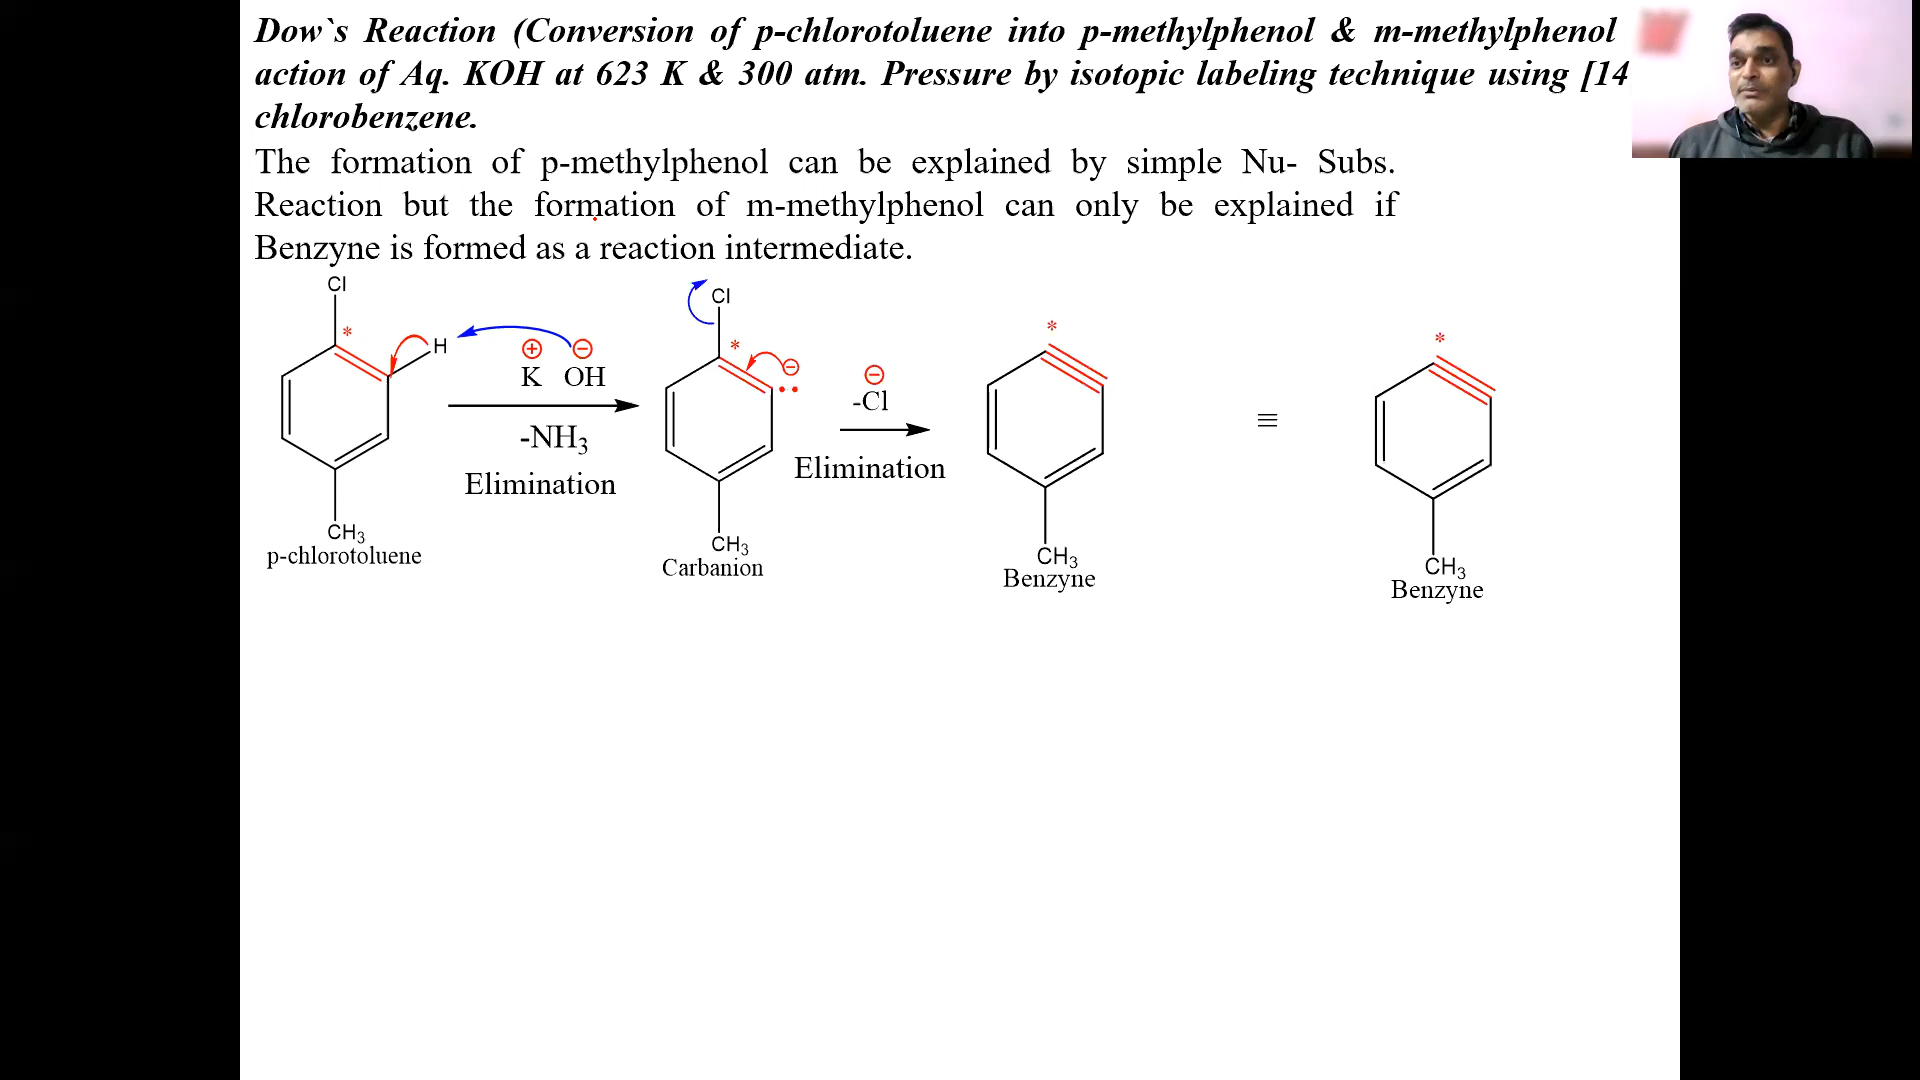 Dow`s Reaction (Conversion of p-chlorotoluene into p-methylphenol & m-methylphenol
action of Aq. KOH at 623 K & 300 atm. Pressure by isotopic labeling technique using [14
chlorobenzene.
The formation of p-methylphenol can be explained by simple Nu- Subs.
Reaction but the formation of m-methylphenol can only be explained if
Benzyne is formed as a reaction intermediate.
Cl
*
H
⊕ ⊖
K OH
-NH₃
Elimination
CH₃
p-chlorotoluene
Cl
*
⊖
CH₃
Carbanion
⊖
-Cl
Elimination
*
CH₃
Benzyne
≡
*
CH₃
Benzyne